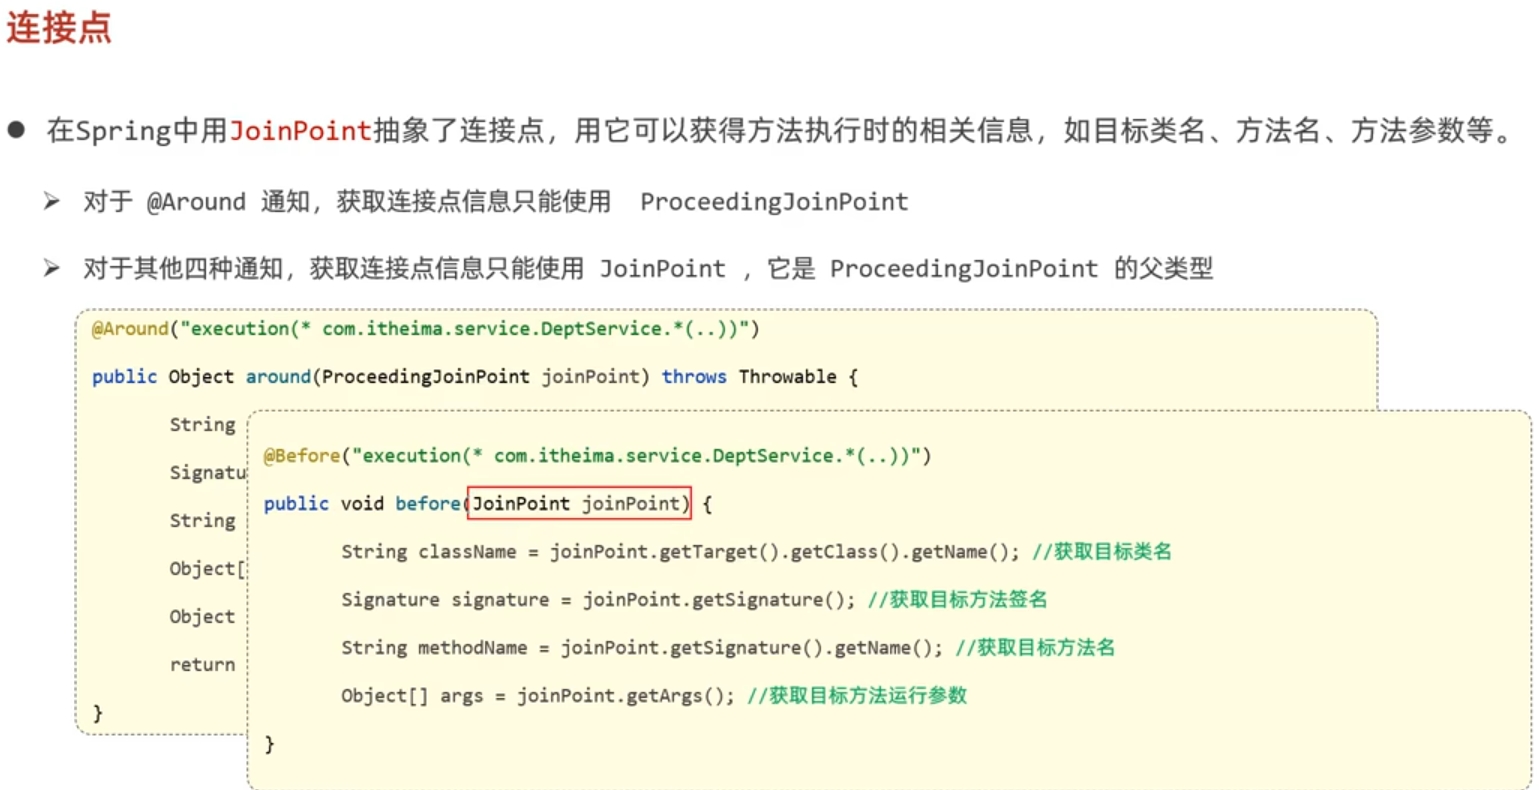 连接点
● 在Spring中用JoinPoint抽象了连接点，用它可以获得方法执行时的相关信息，如目标类名、方法名、方法参数等。
➢ 对于 @Around 通知，获取连接点信息只能使用 ProceedingJoinPoint
➢ 对于其他四种通知，获取连接点信息只能使用 JoinPoint ，它是 ProceedingJoinPoint 的父类型
@Around("execution(* com.itheima.service.DeptService.*(..))")
public Object around(ProceedingJoinPoint joinPoint) throws Throwable {
String
Signatu
String
Object[
Object
return
}
@Before("execution(* com.itheima.service.DeptService.*(..))")
public void before(JoinPoint joinPoint) {
String className = joinPoint.getTarget().getClass().getName(); //获取目标类名
Signature signature = joinPoint.getSignature(); //获取目标方法签名
String methodName = joinPoint.getSignature().getName(); //获取目标方法名
Object[] args = joinPoint.getArgs(); //获取目标方法运行参数
}